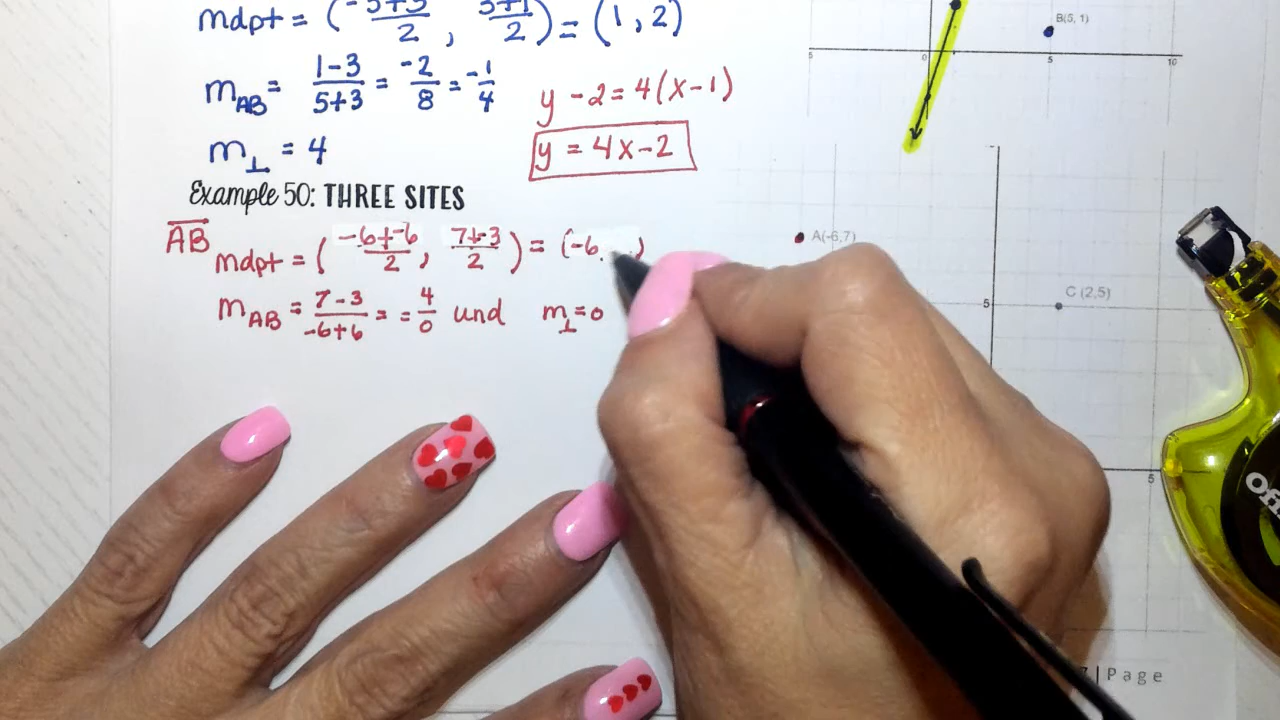 mdpt = ( -3+5/2 , 3+1/2 ) = (1, 2)
m_AB = 1-3/5+3 = -2/8 = -1/4
y - 2 = 4(x-1)
m⊥ = 4
y = 4x-2
Example 50: THREE SITES
AB
mdpt = ( -6+-6/2 , 7+-3/2 ) = (-6, )
m_AB = 7-3/-6+6 = = 4/0 und m⊥=0
B(5, 1)
5 0 5 10
A(-6,7)
C (2,5)
5
5
| Page